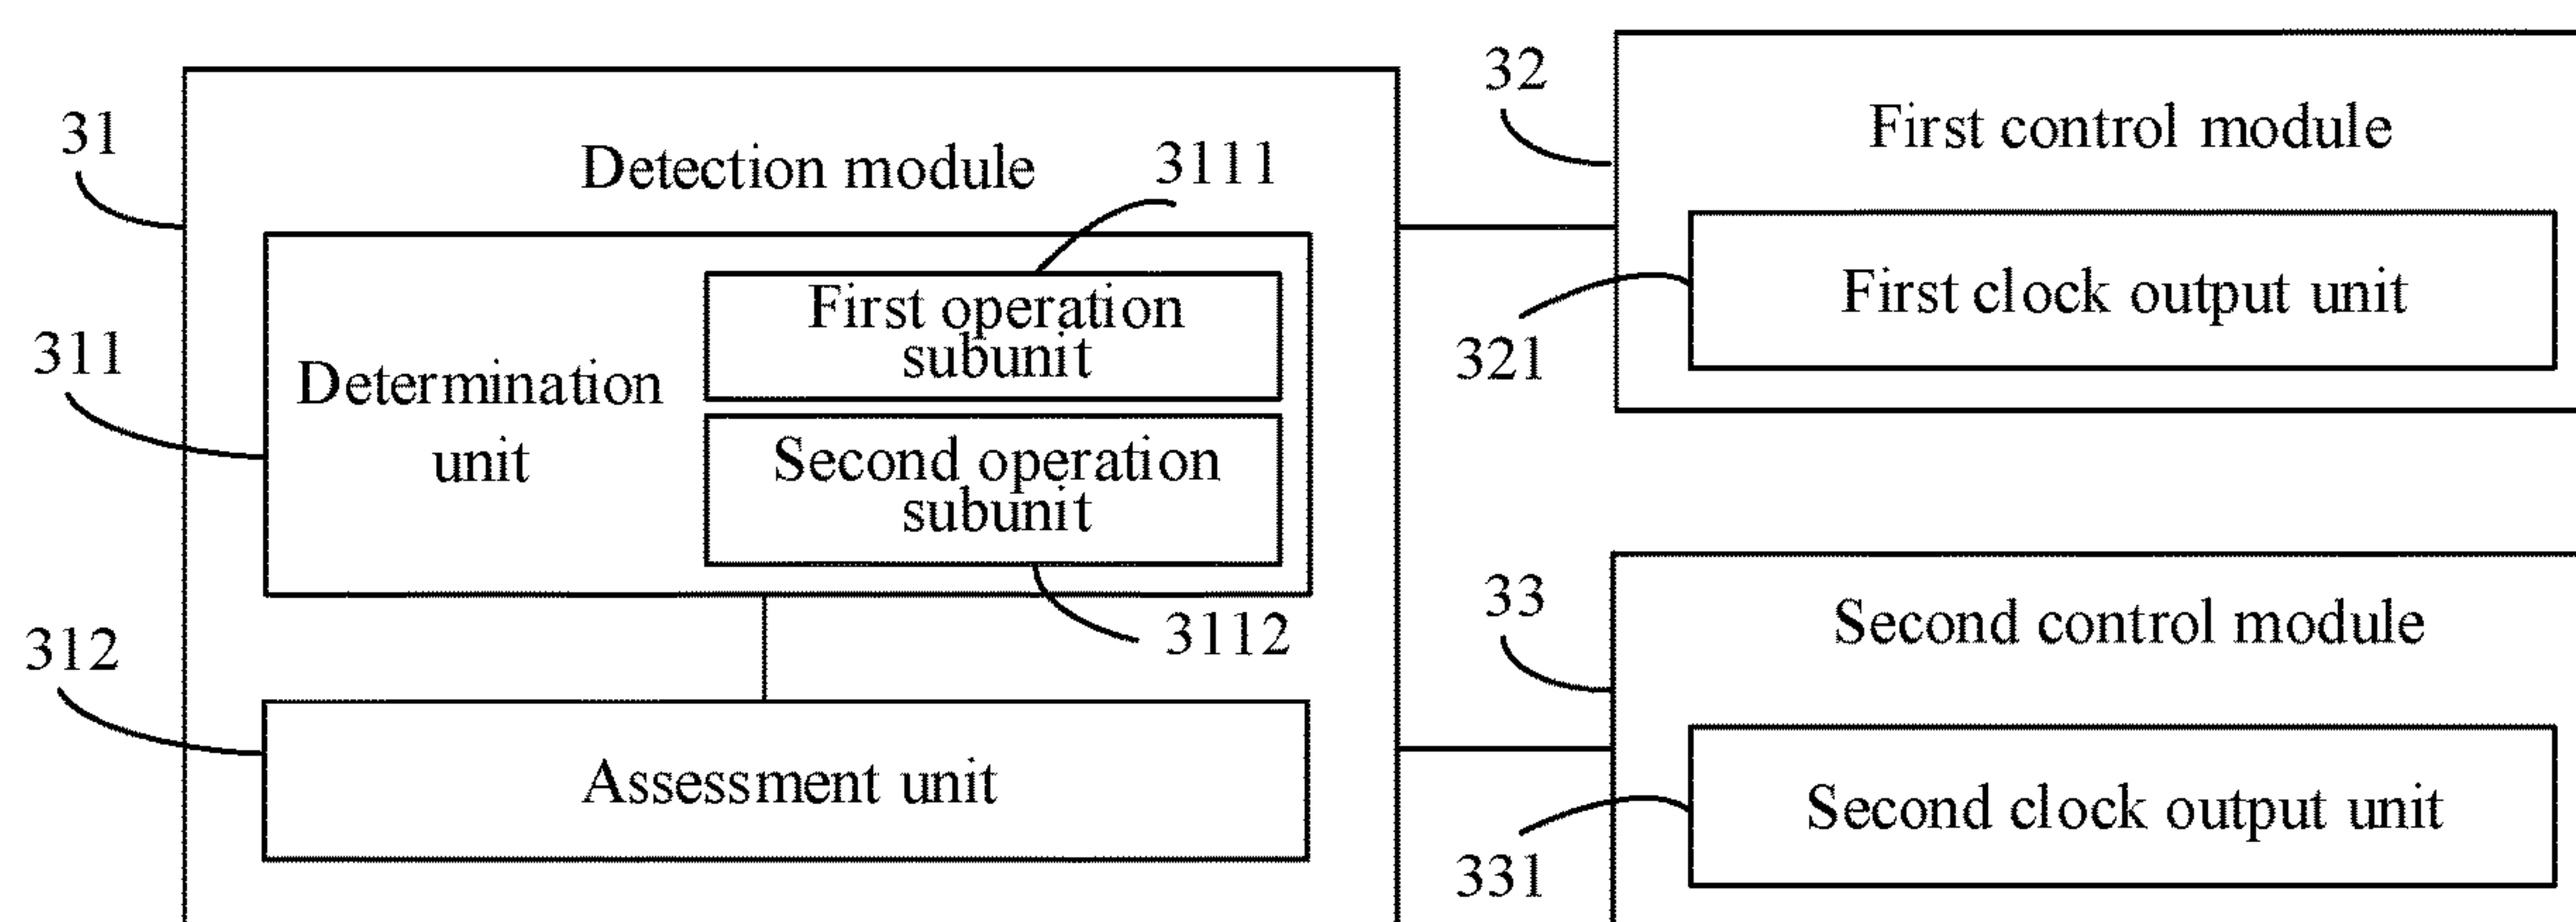 31
Detection module
3111
First operation
subunit
311
Determination
unit
Second operation
subunit
3112
312
Assessment unit
32
First control module
First clock output unit
321
33
Second control module
Second clock output unit
331